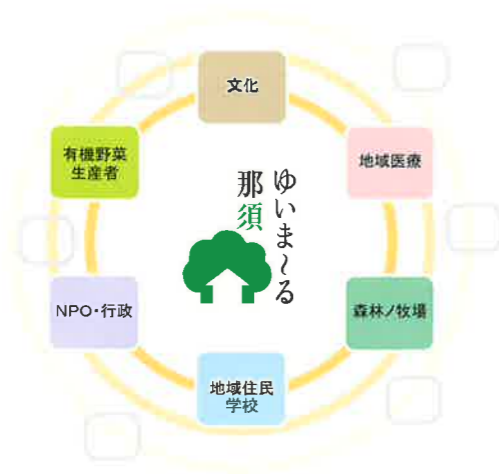 文化
有機野菜
生産者
地域医療
ゆいま～る
那須
NPO・行政
森林ノ牧場
地域住民
学校